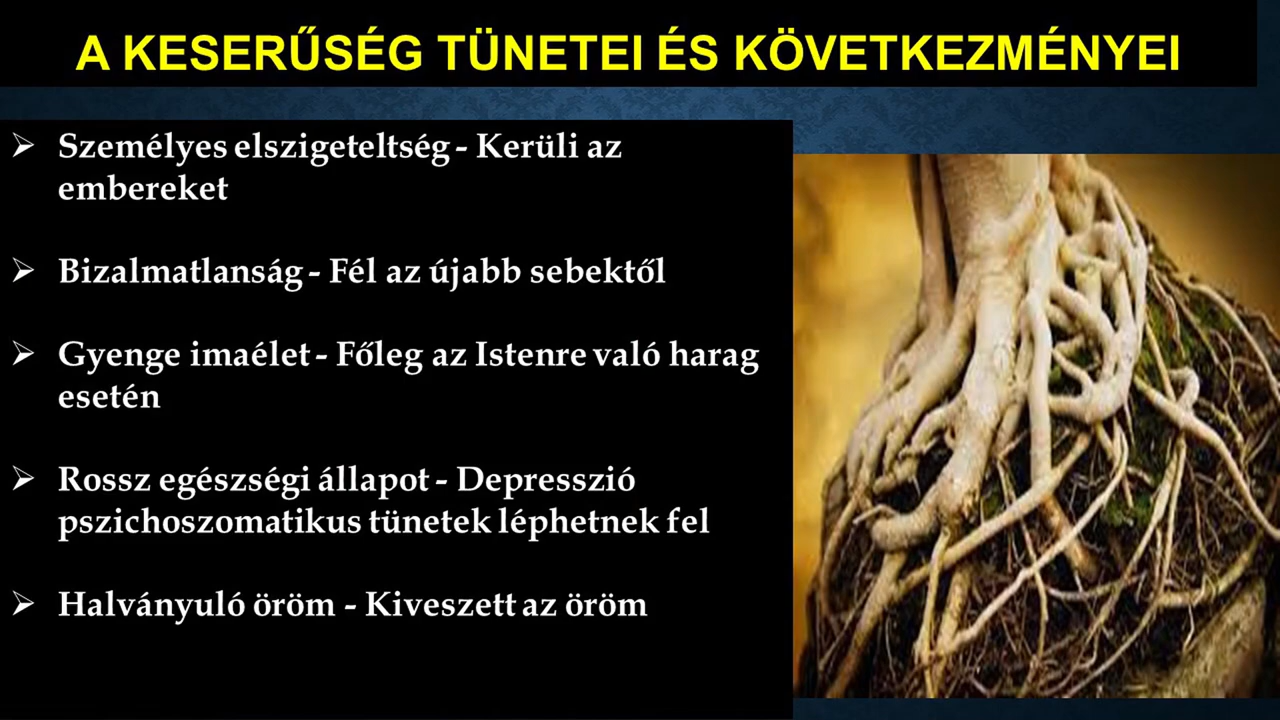 A KESERŰSÉG TÜNETEI ÉS KÖVETKEZMÉNYEI
➢ Személyes elszigeteltség - Kerüli az
embereket
➢ Bizalmatlanság - Fél az újabb sebektől
➢ Gyenge imaélet - Főleg az Istenre való harag
esetén
➢ Rossz egészségi állapot - Depresszió
pszichoszomatikus tünetek léphetnek fel
➢ Halványuló öröm - Kiveszett az öröm